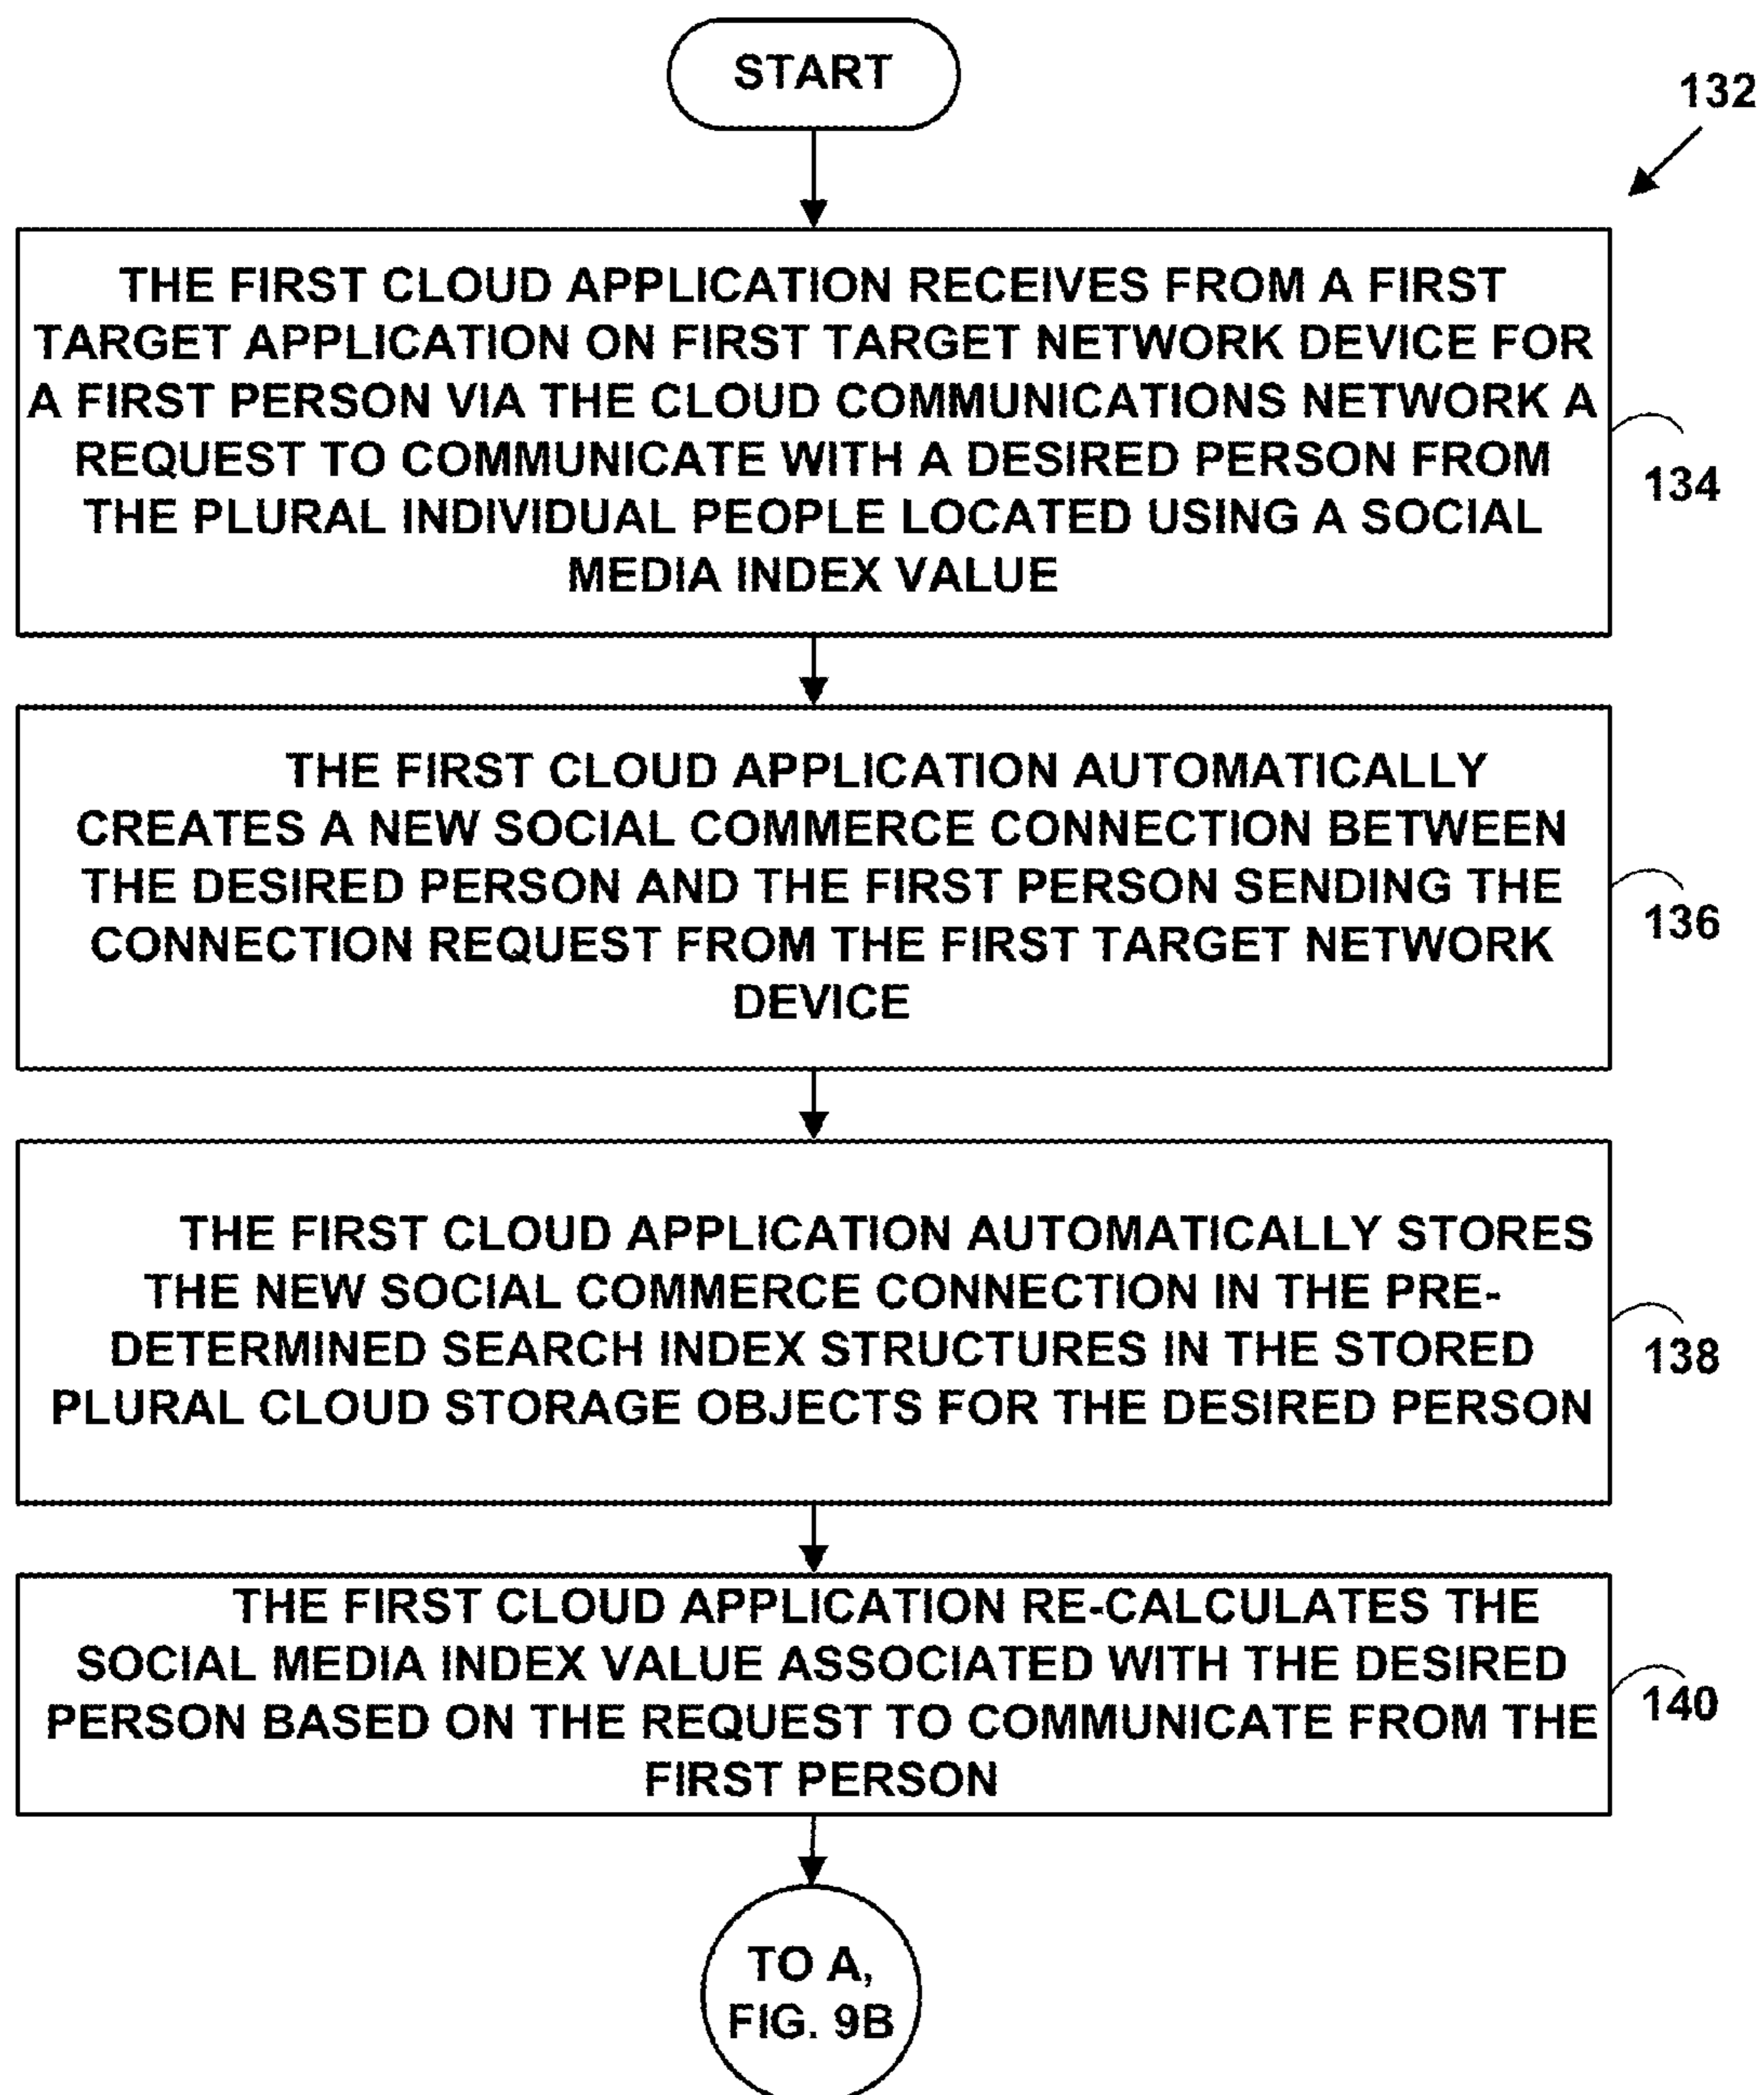 START
132
THE FIRST CLOUD APPLICATION RECEIVES FROM A FIRST
TARGET APPLICATION ON FIRST TARGET NETWORK DEVICE FOR
A FIRST PERSON VIA THE CLOUD COMMUNICATIONS NETWORK A
REQUEST TO COMMUNICATE WITH A DESIRED PERSON FROM
THE PLURAL INDIVIDUAL PEOPLE LOCATED USING A SOCIAL
MEDIA INDEX VALUE
134
THE FIRST CLOUD APPLICATION AUTOMATICALLY
CREATES A NEW SOCIAL COMMERCE CONNECTION BETWEEN
THE DESIRED PERSON AND THE FIRST PERSON SENDING THE
CONNECTION REQUEST FROM THE FIRST TARGET NETWORK
DEVICE
136
THE FIRST CLOUD APPLICATION AUTOMATICALLY STORES
THE NEW SOCIAL COMMERCE CONNECTION IN THE PRE-
DETERMINED SEARCH INDEX STRUCTURES IN THE STORED
PLURAL CLOUD STORAGE OBJECTS FOR THE DESIRED PERSON
138
THE FIRST CLOUD APPLICATION RE-CALCULATES THE
SOCIAL MEDIA INDEX VALUE ASSOCIATED WITH THE DESIRED
PERSON BASED ON THE REQUEST TO COMMUNICATE FROM THE
FIRST PERSON
140
TO A,
FIG. 9B